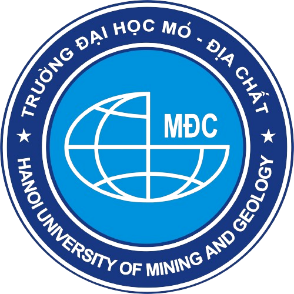 TRƯỜNG ĐẠI HỌC MỎ - ĐỊA CHẤT
MĐC
HANOI UNIVERSITY OF MINING AND GEOLOGY